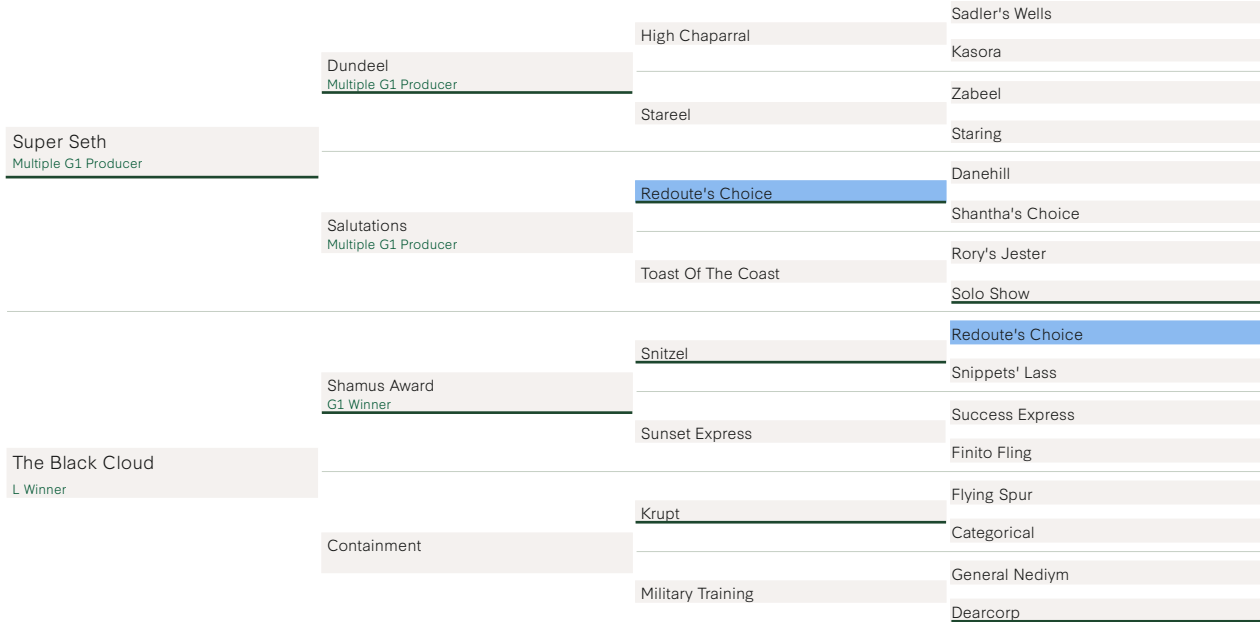 Super Seth
Multiple G1 Producer
The Black Cloud
L Winner
Dundeel
Multiple G1 Producer
Salutations
Multiple G1 Producer
Shamus Award
G1 Winner
Containment
High Chaparral
Stareel
Redoute's Choice
Toast Of The Coast
Snitzel
Sunset Express
Krupt
Military Training
Sadler's Wells
Kasora
Zabeel
Staring
Danehill
Shantha's Choice
Rory's Jester
Solo Show
Redoute's Choice
Snippets' Lass
Success Express
Finito Fling
Flying Spur
Categorical
General Nediym
Dearcorp